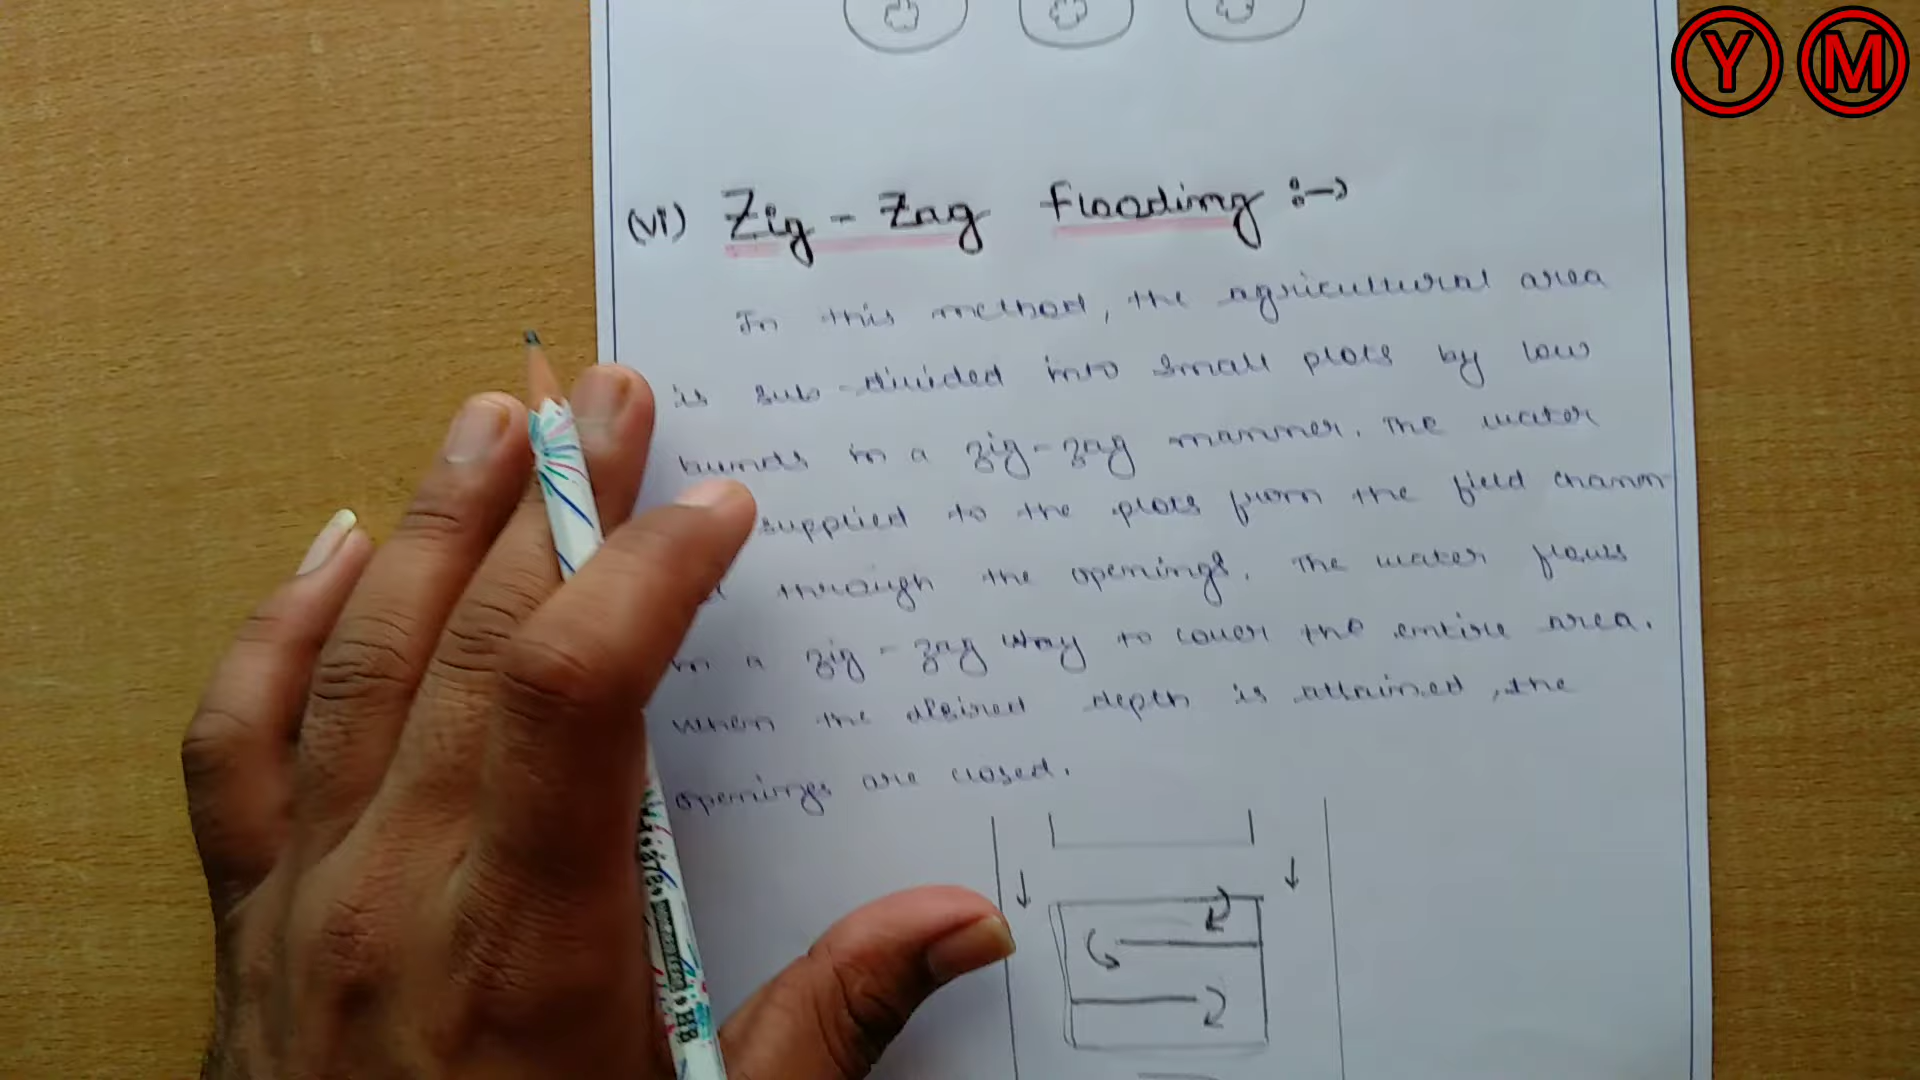 Y M
(VI) Zig - Zag Flooding :→
In this method, the agricultural area
is sub-divided into small plots by low
bunds in a zig-zag manner. The water
supplied to the plots from the field chann
through the openings. The water flows
in a zig-zag way to cover the entire area.
when the desired depth is attained, the
openings are closed.
HB